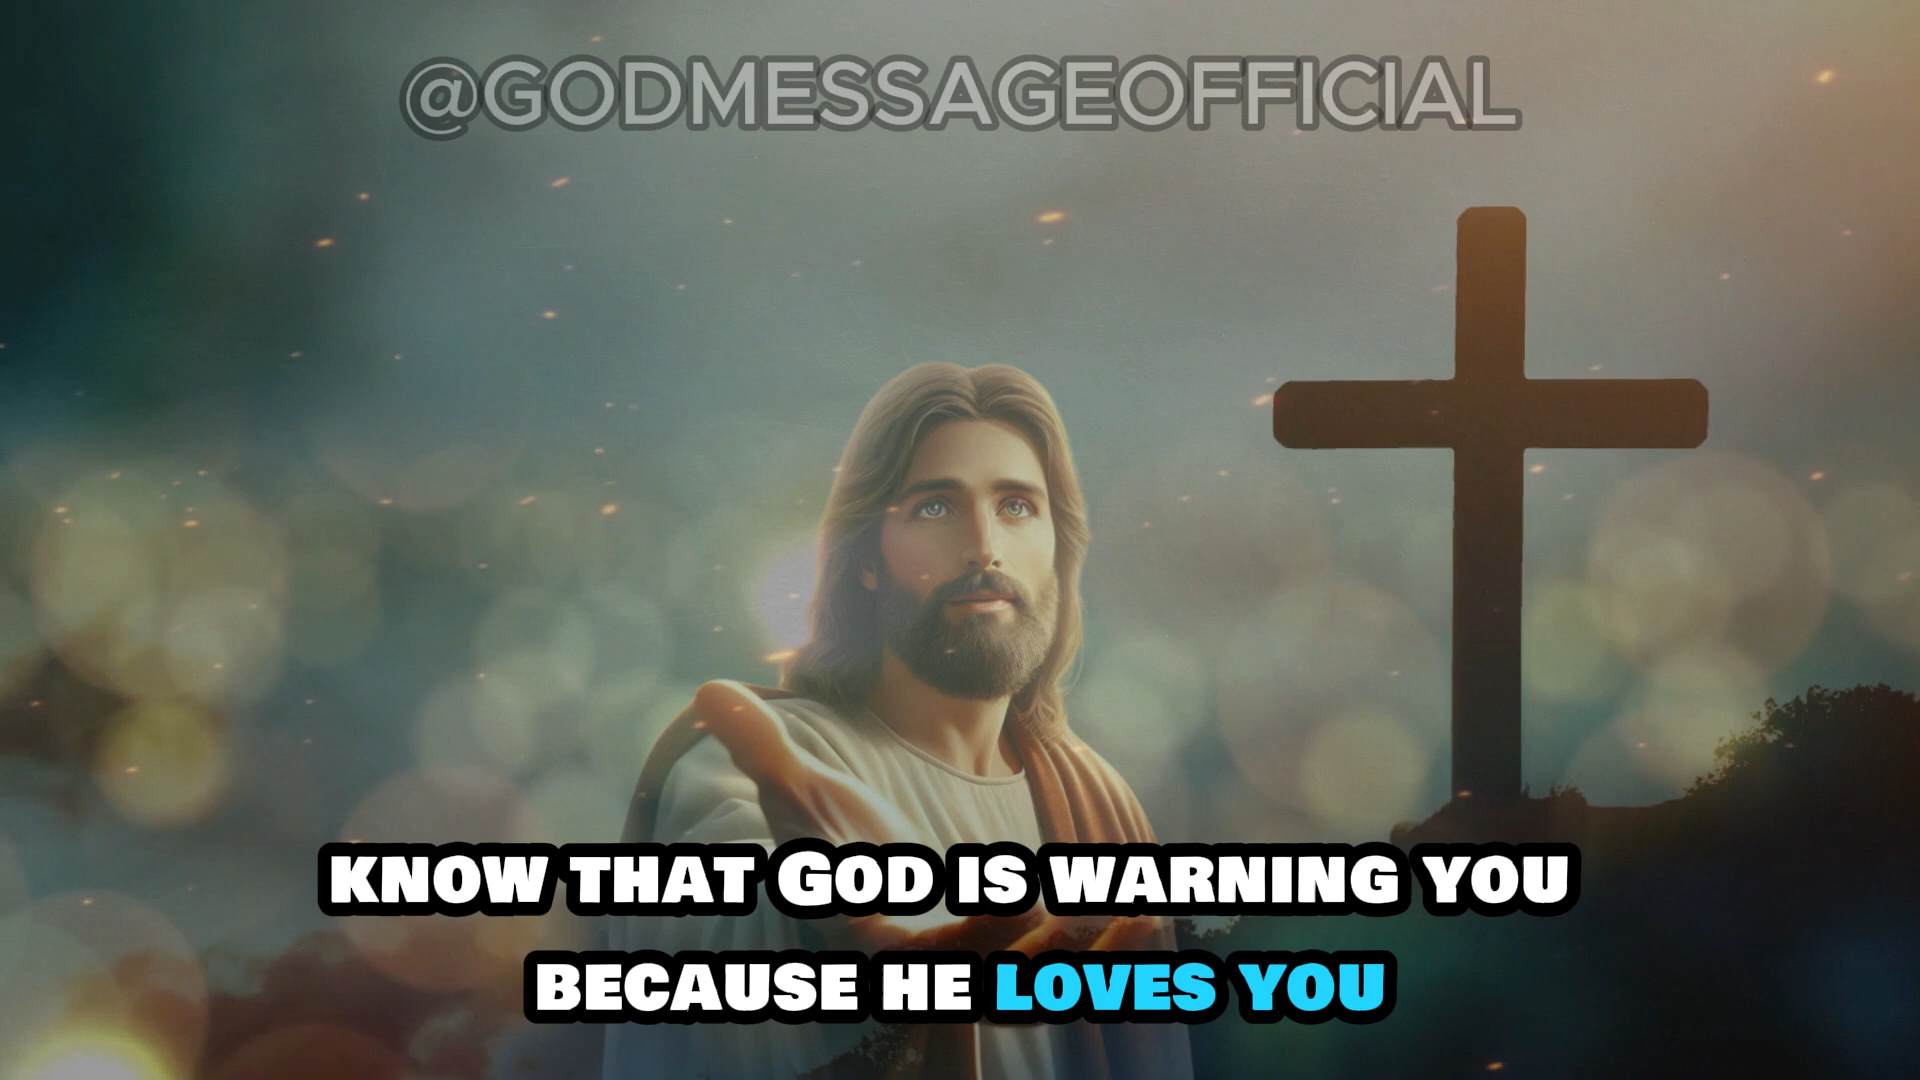 @GODMESSAGEOFFICIAL
KNOW THAT GOD IS WARNING YOU
BECAUSE HE LOVES YOU